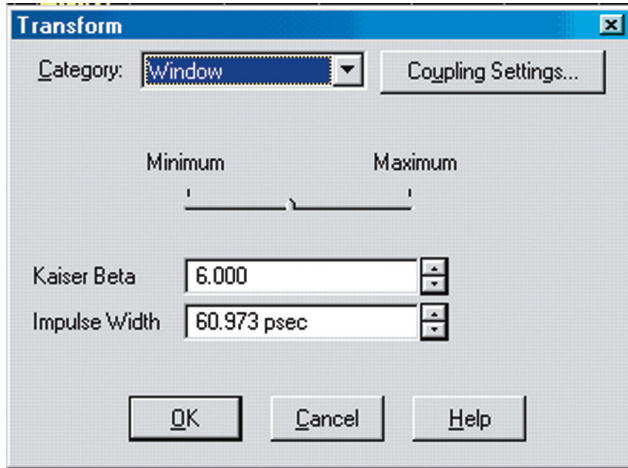 Transform
Category: Window Coupling Settings...
Minimum Maximum
Kaiser Beta 6.000
Impulse Width 60.973 psec
OK Cancel Help